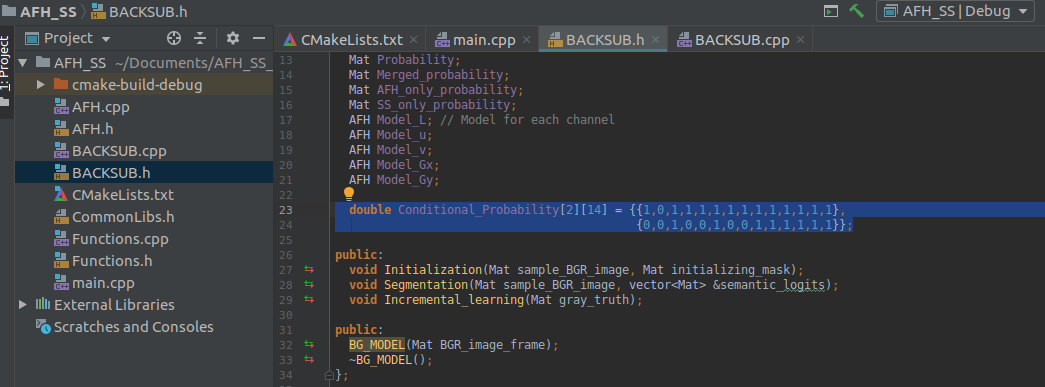 AFH_SS BACKSUB.h AFH_SS | Debug
Project CMakeLists.txt main.cpp BACKSUB.h BACKSUB.cpp
1: Project
AFH_SS ~/Documents/AFH_SS_
cmake-build-debug
AFH.cpp
AFH.h
BACKSUB.cpp
BACKSUB.h
CMakeLists.txt
CommonLibs.h
Functions.cpp
Functions.h
main.cpp
External Libraries
Scratches and Consoles
13 Mat Probability;
14 Mat Merged_probability;
15 Mat AFH_only_probability;
16 Mat SS_only_probability;
17 AFH Model_L; // Model for each channel
18 AFH Model_u;
19 AFH Model_v;
20 AFH Model_Gx;
21 AFH Model_Gy;
22
23 double Conditional_Probability[2][14] = {{1,0,1,1,1,1,1,1,1,1,1,1,1,1},
24 {0,0,1,0,0,1,0,0,1,1,1,1,1,1}};
25
26 public:
27 void Initialization(Mat sample_BGR_image, Mat initializing_mask);
28 void Segmentation(Mat sample_BGR_image, vector<Mat> &semantic_logits);
29 void Incremental_learning(Mat gray_truth);
30
31 public:
32 BG_MODEL(Mat BGR_image_frame);
33 ~BG_MODEL();
34 };